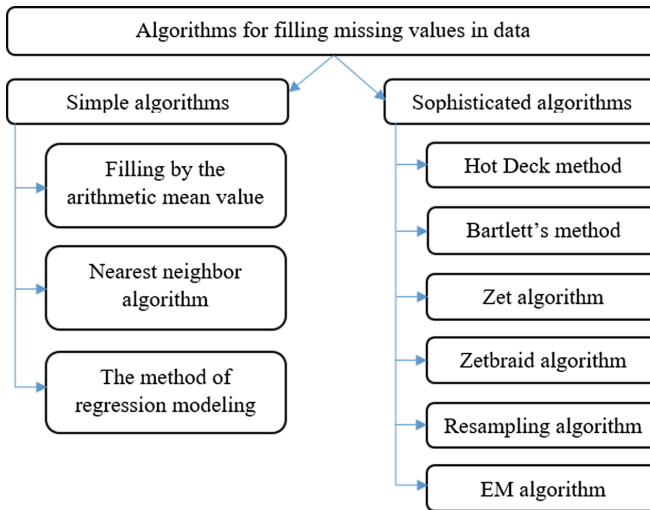 Algorithms for filling missing values in data
Simple algorithms
Filling by the
arithmetic mean value
Nearest neighbor
algorithm
The method of
regression modeling
Sophisticated algorithms
Hot Deck method
Bartlett’s method
Zet algorithm
Zetbraid algorithm
Resampling algorithm
EM algorithm